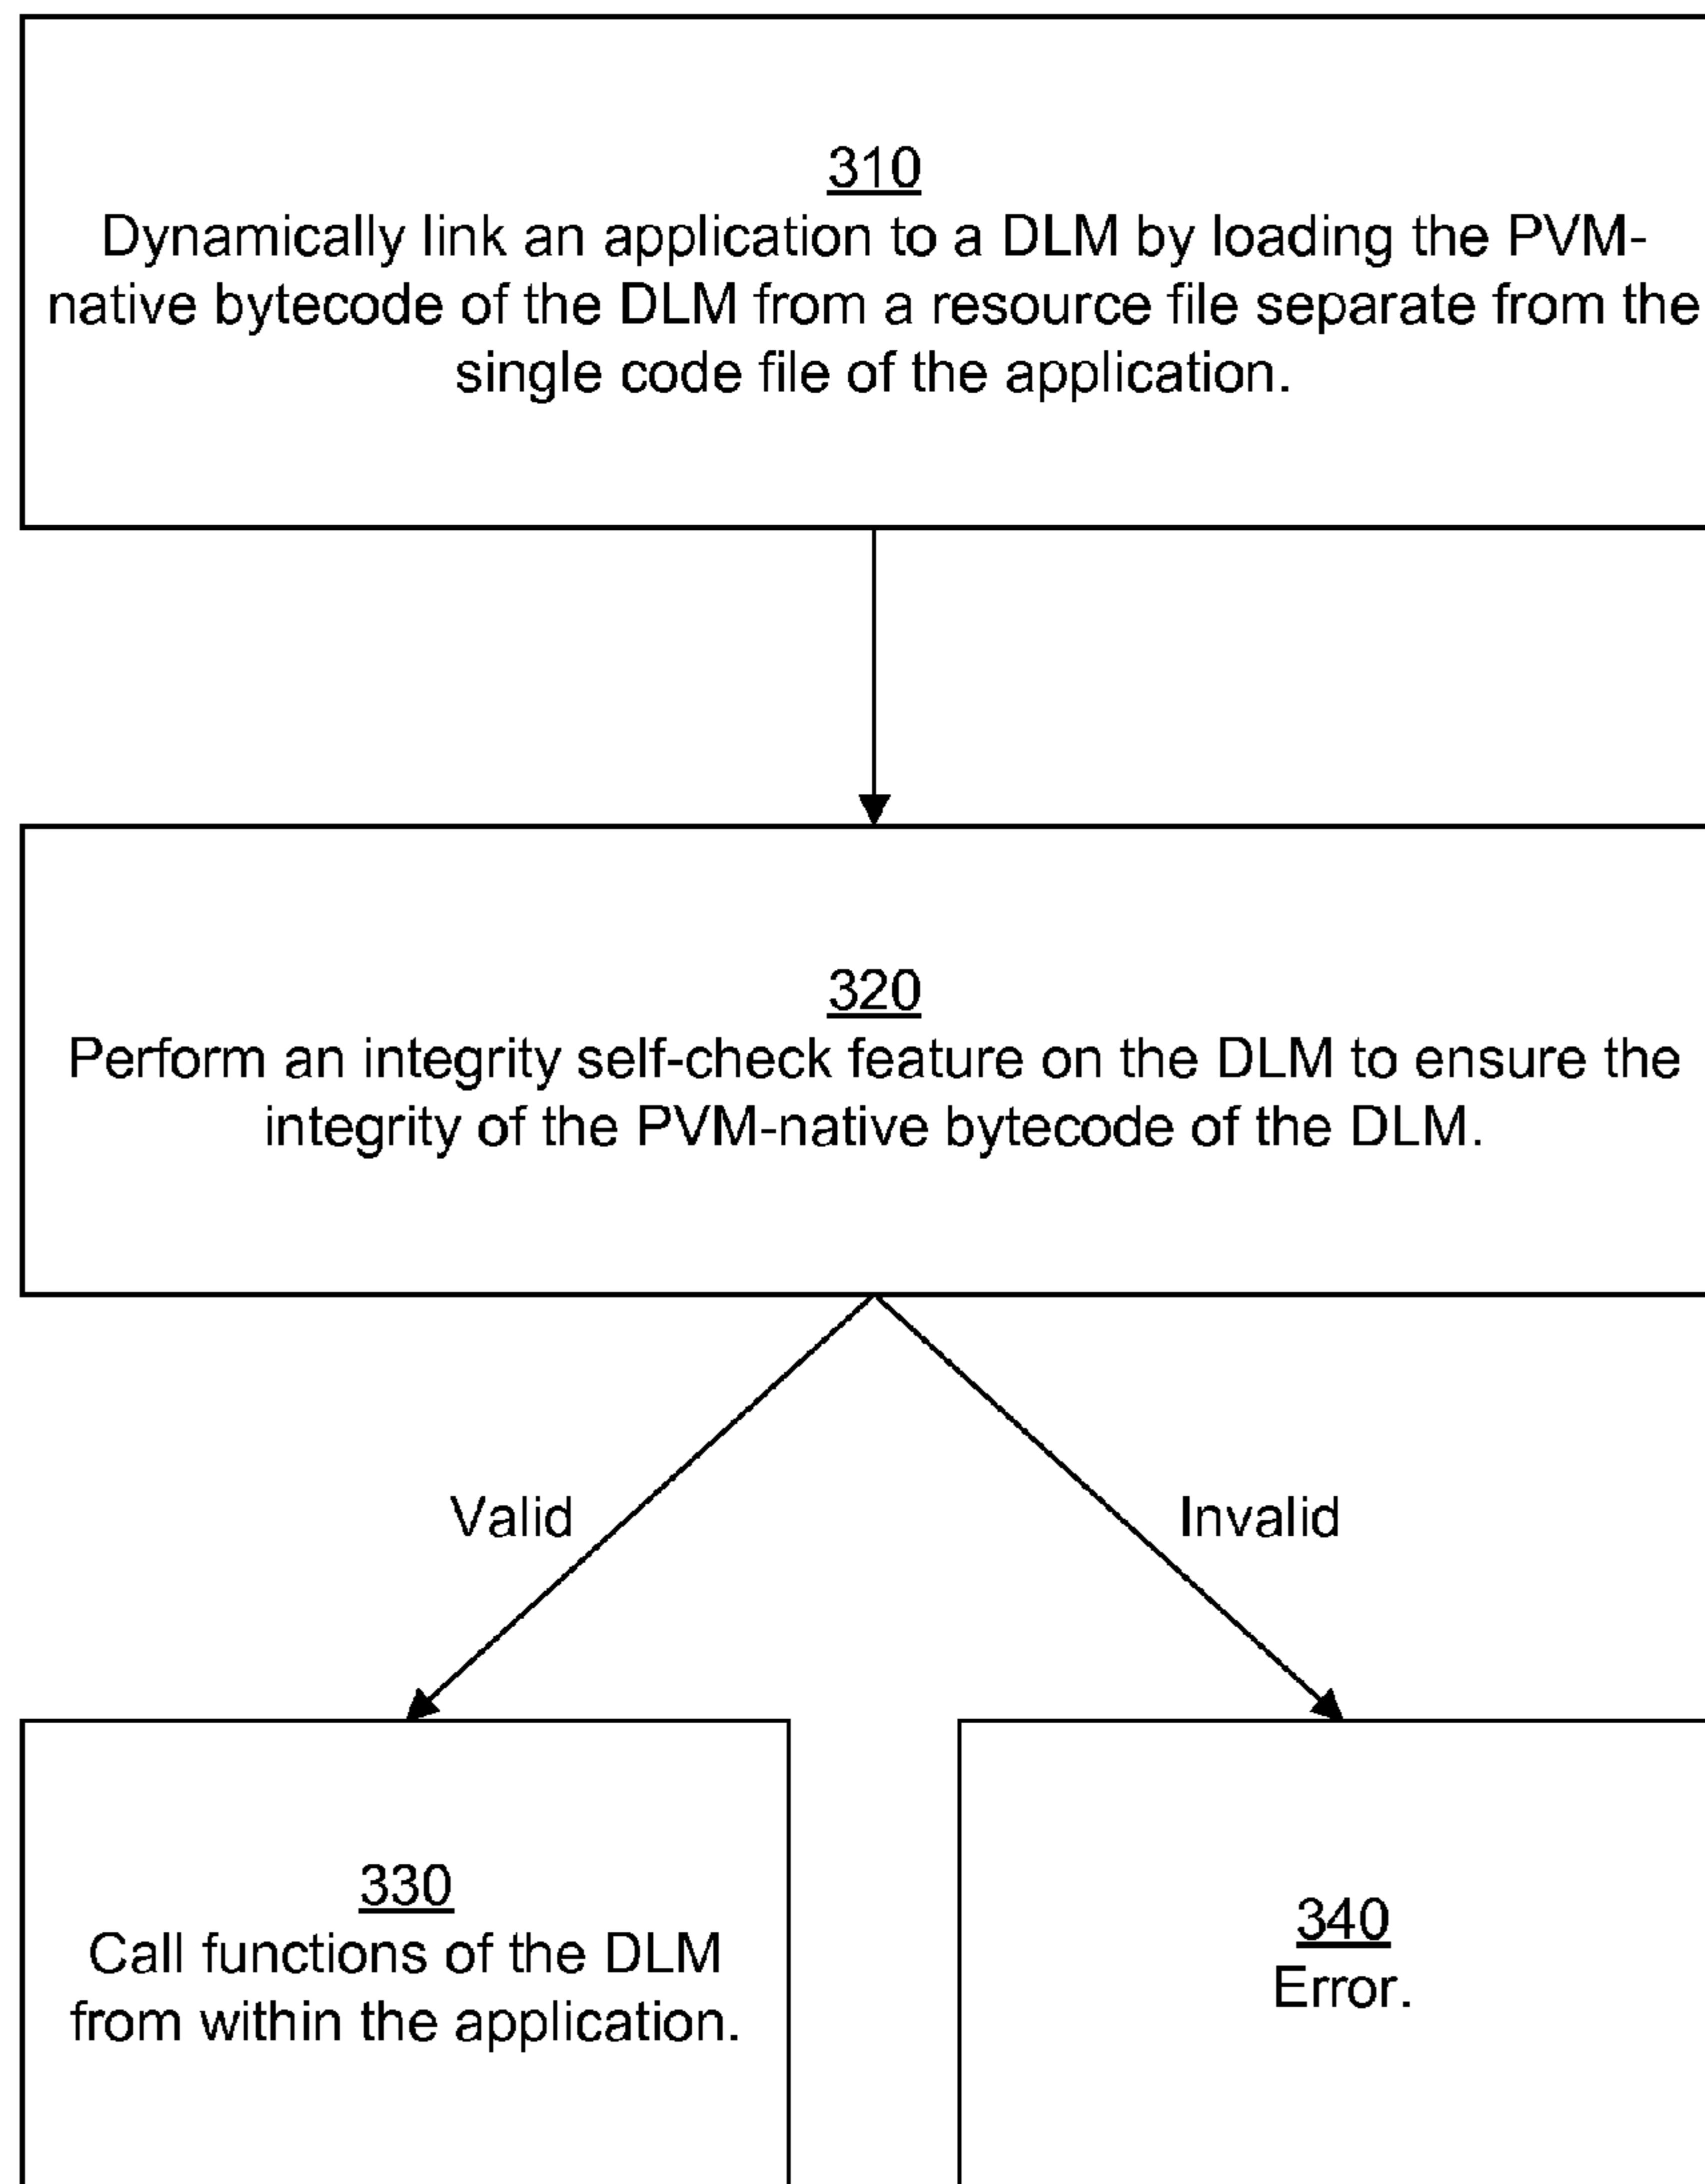 310
Dynamically link an application to a DLM by loading the PVM-
native bytecode of the DLM from a resource file separate from the
single code file of the application.
320
Perform an integrity self-check feature on the DLM to ensure the
integrity of the PVM-native bytecode of the DLM.
Valid
Invalid
330
Call functions of the DLM
from within the application.
340
Error.